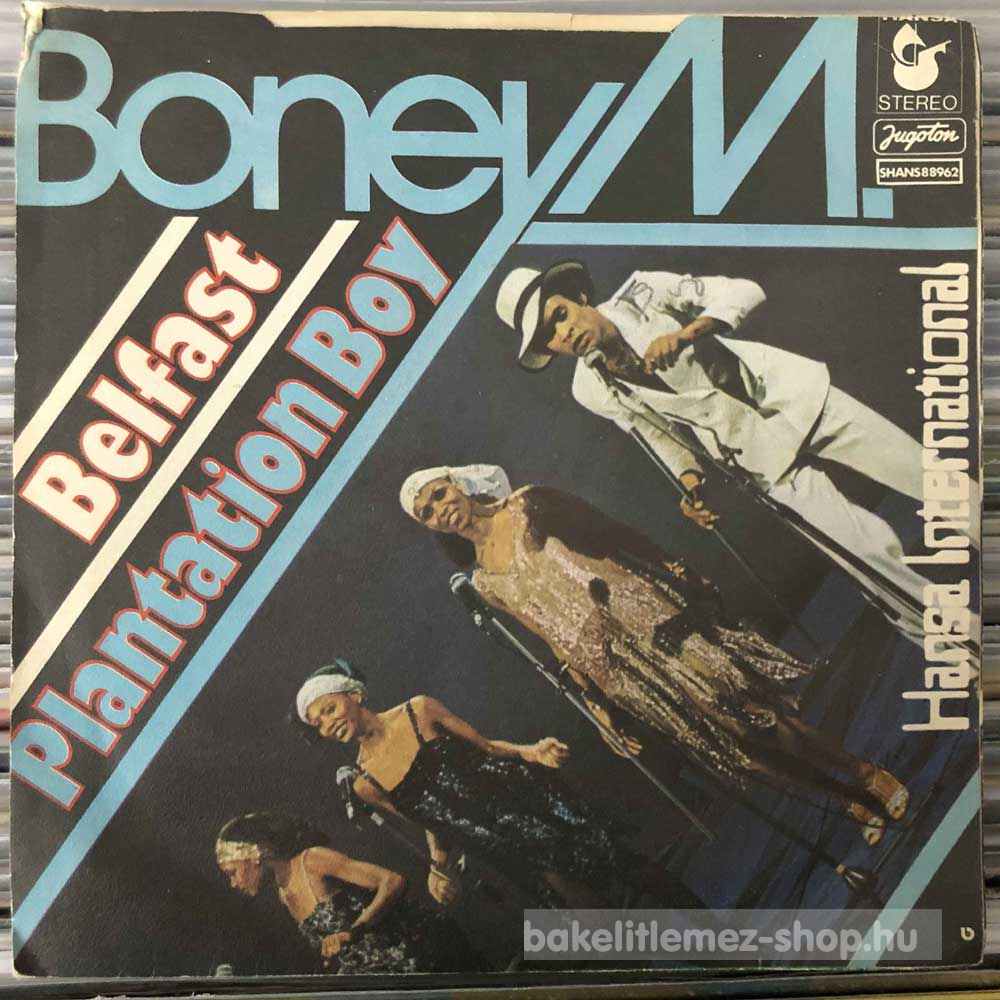 Boney M.
HANSA
STEREO
Jugoton
SHANS88962
Belfast
Plantation Boy
Hansa International
bakelitlemez-shop.hu